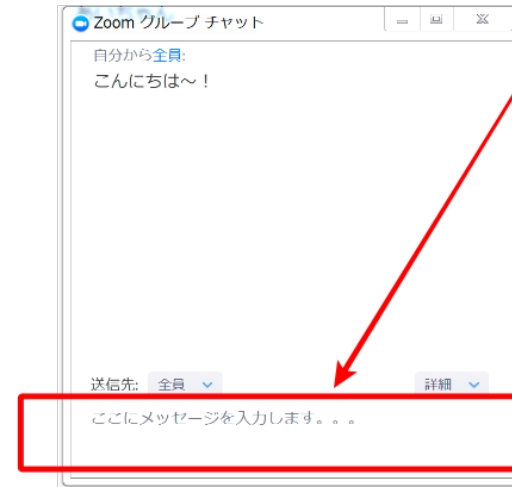 Zoom グループ チャット
自分から全員:
こんにちは～！
送信先: 全員 詳細
ここにメッセージを入力します。。。